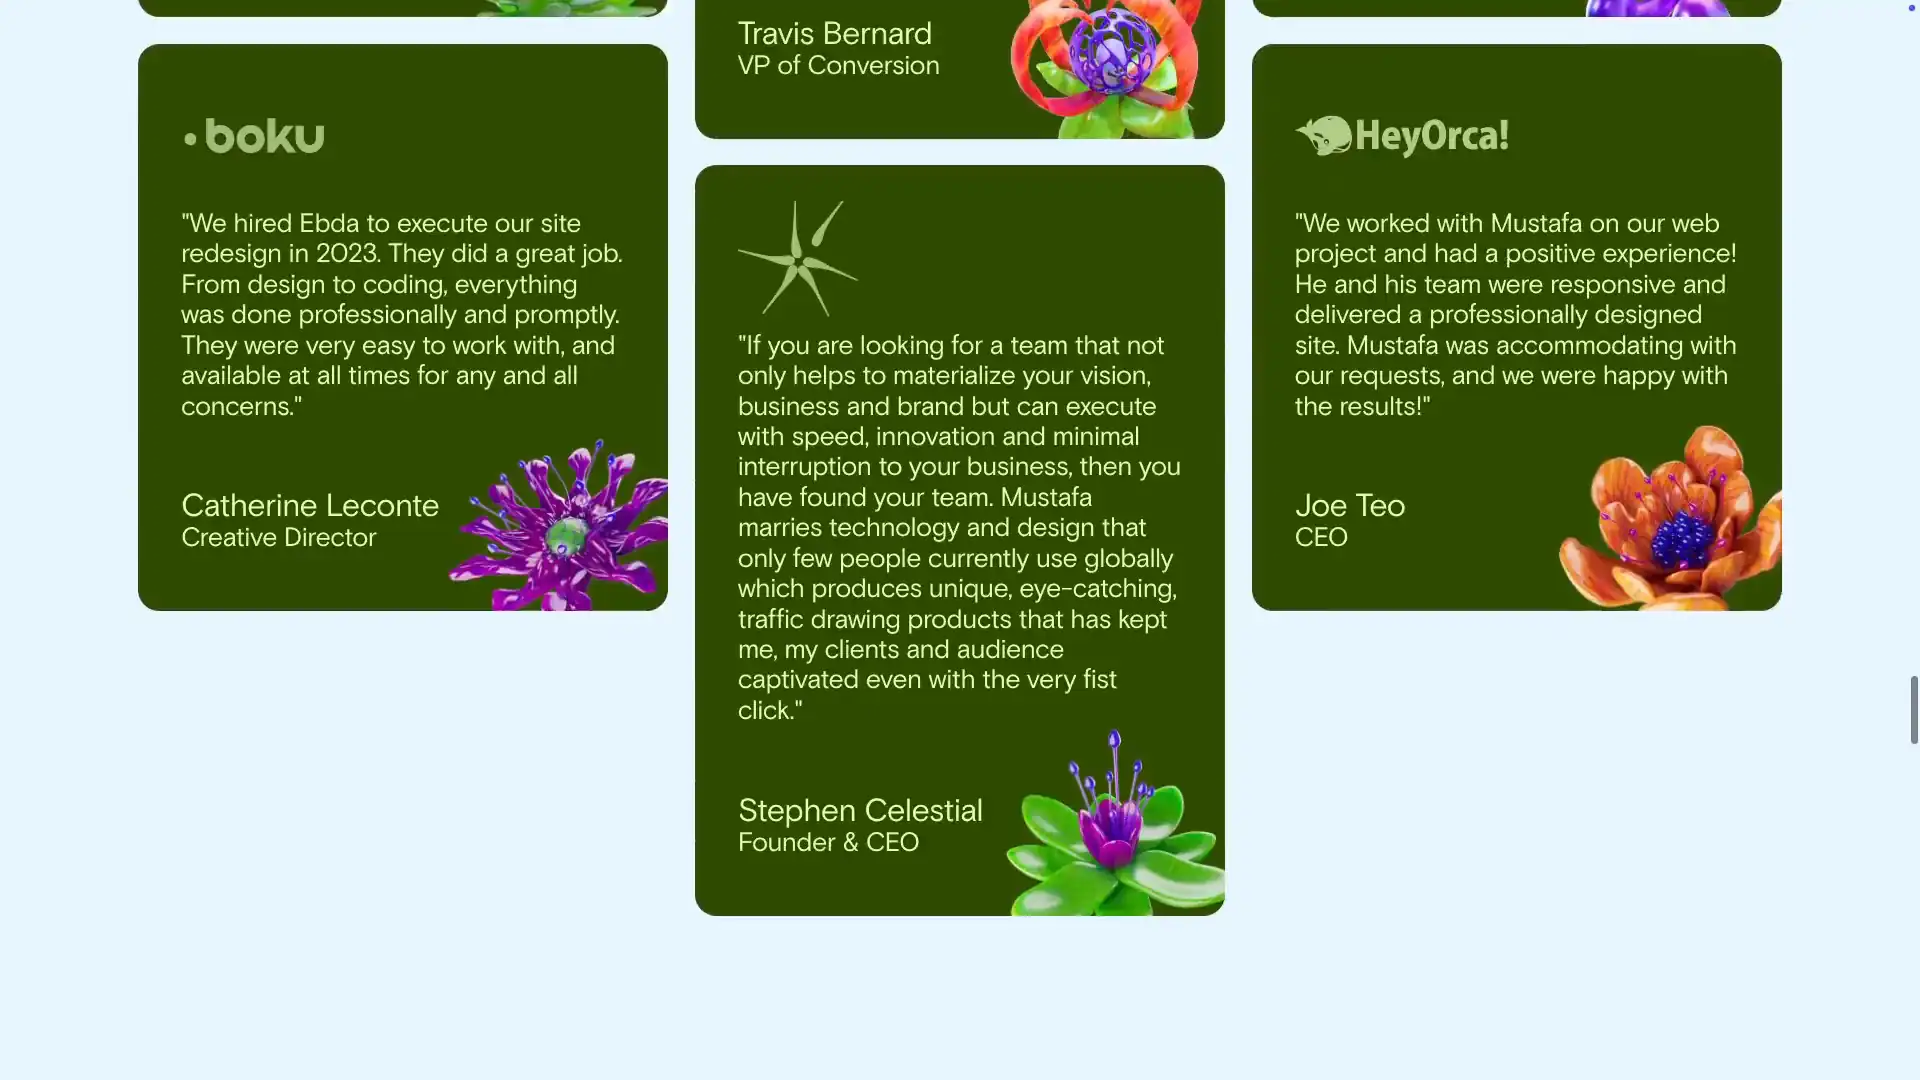 Travis Bernard
VP of Conversion
boku
"We hired Ebda to execute our site
redesign in 2023. They did a great job.
From design to coding, everything
was done professionally and promptly.
They were very easy to work with, and
available at all times for any and all
concerns."
Catherine Leconte
Creative Director
"If you are looking for a team that not
only helps to materialize your vision,
business and brand but can execute
with speed, innovation and minimal
interruption to your business, then you
have found your team. Mustafa
marries technology and design that
only few people currently use globally
which produces unique, eye-catching,
traffic drawing products that has kept
me, my clients and audience
captivated even with the very fist
click."
Stephen Celestial
Founder & CEO
HeyOrca!
"We worked with Mustafa on our web
project and had a positive experience!
He and his team were responsive and
delivered a professionally designed
site. Mustafa was accommodating with
our requests, and we were happy with
the results!"
Joe Teo
CEO